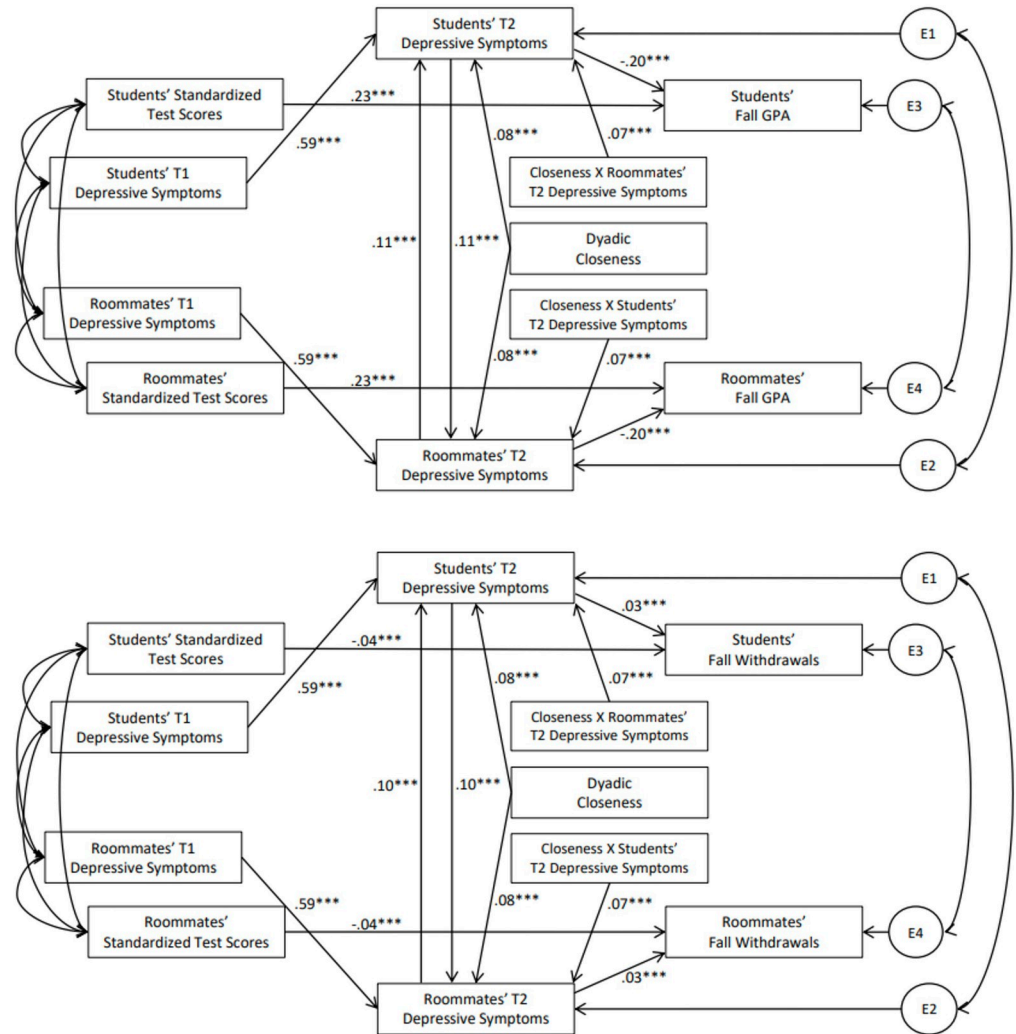 Students' T2
Depressive Symptoms
E1
-.20***
Students' Standardized
Test Scores
.23***
Students'
Fall GPA
E3
.59***
.08***
.07***
Students' T1
Depressive Symptoms
Closeness X Roommates'
T2 Depressive Symptoms
.11***
.11***
Dyadic
Closeness
Roommates' T1
Depressive Symptoms
Closeness X Students'
T2 Depressive Symptoms
.59***
.08***
.07***
Roommates'
Standardized Test Scores
.23***
Roommates'
Fall GPA
E4
-.20***
Roommates' T2
Depressive Symptoms
E2
Students' T2
Depressive Symptoms
E1
.03***
Students' Standardized
Test Scores
-.04***
Students'
Fall Withdrawals
E3
.59***
.08***
.07***
Students' T1
Depressive Symptoms
Closeness X Roommates'
T2 Depressive Symptoms
.10***
.10***
Dyadic
Closeness
Roommates' T1
Depressive Symptoms
Closeness X Students'
T2 Depressive Symptoms
.59***
.08***
.07***
Roommates'
Standardized Test Scores
-.04***
Roommates'
Fall Withdrawals
E4
.03***
Roommates' T2
Depressive Symptoms
E2